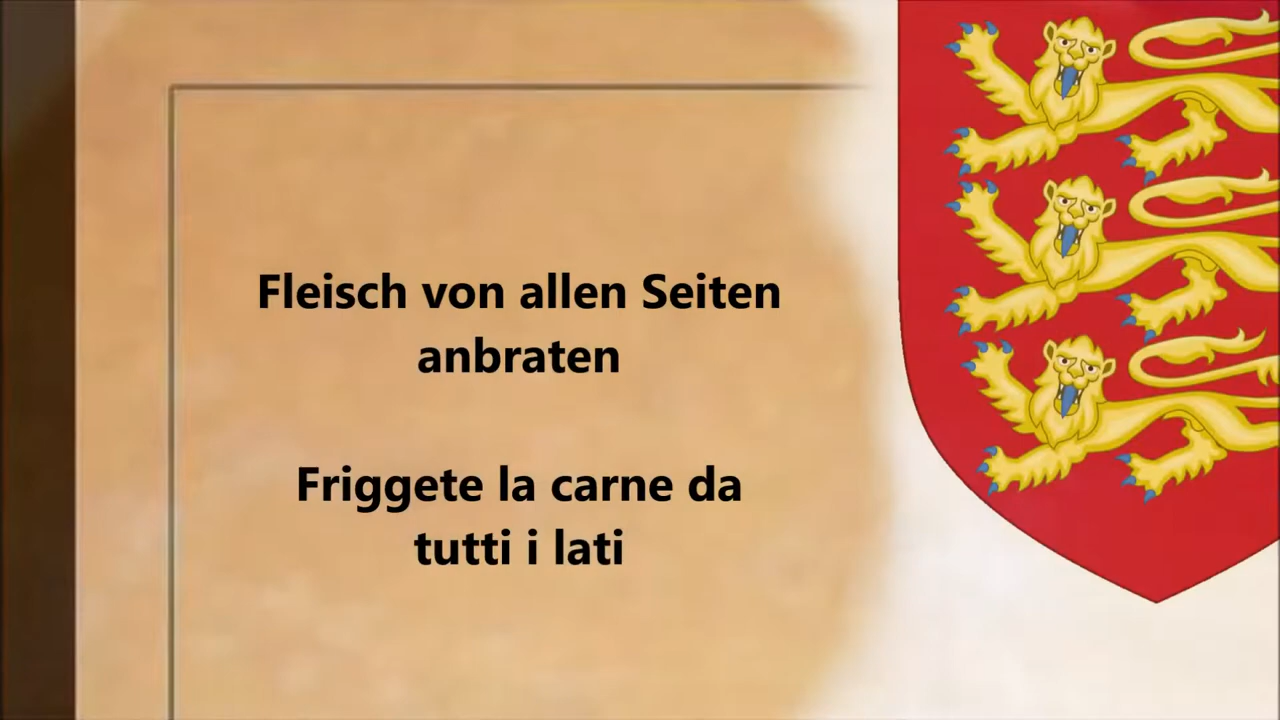 Fleisch von allen Seiten
anbraten
Friggete la carne da
tutti i lati